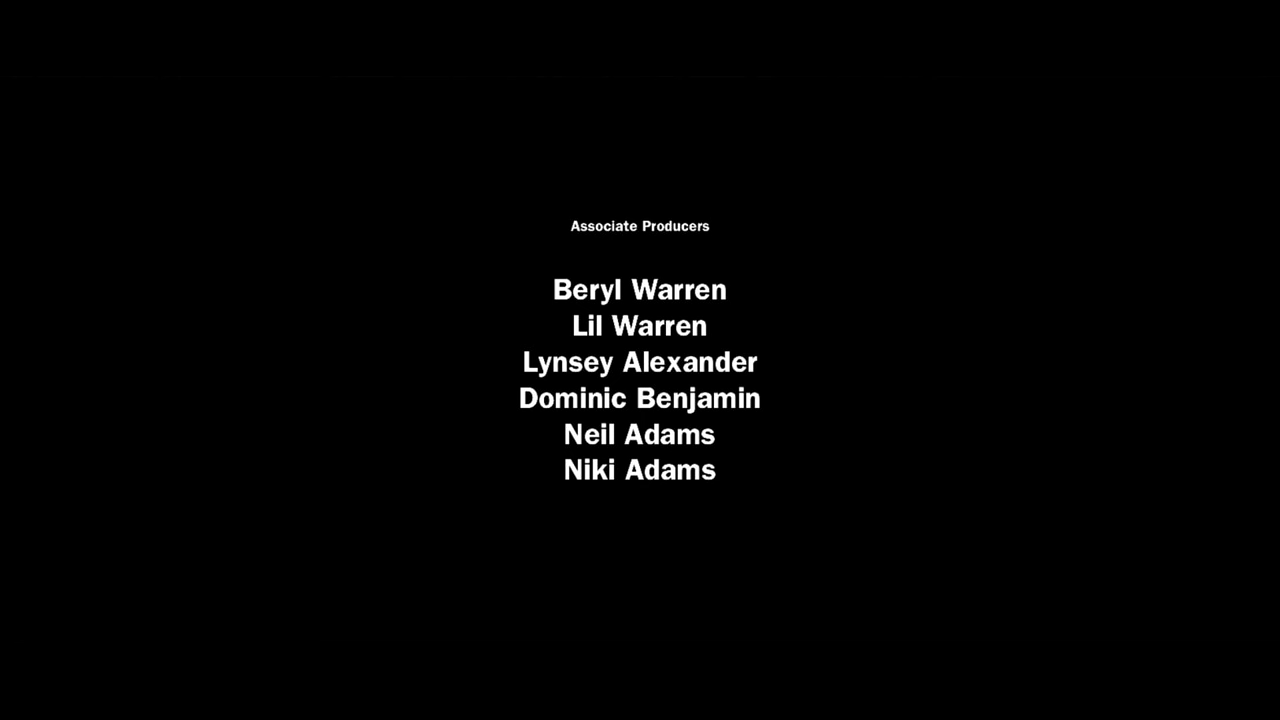 Associate Producers
Beryl Warren
Lil Warren
Lynsey Alexander
Dominic Benjamin
Neil Adams
Niki Adams